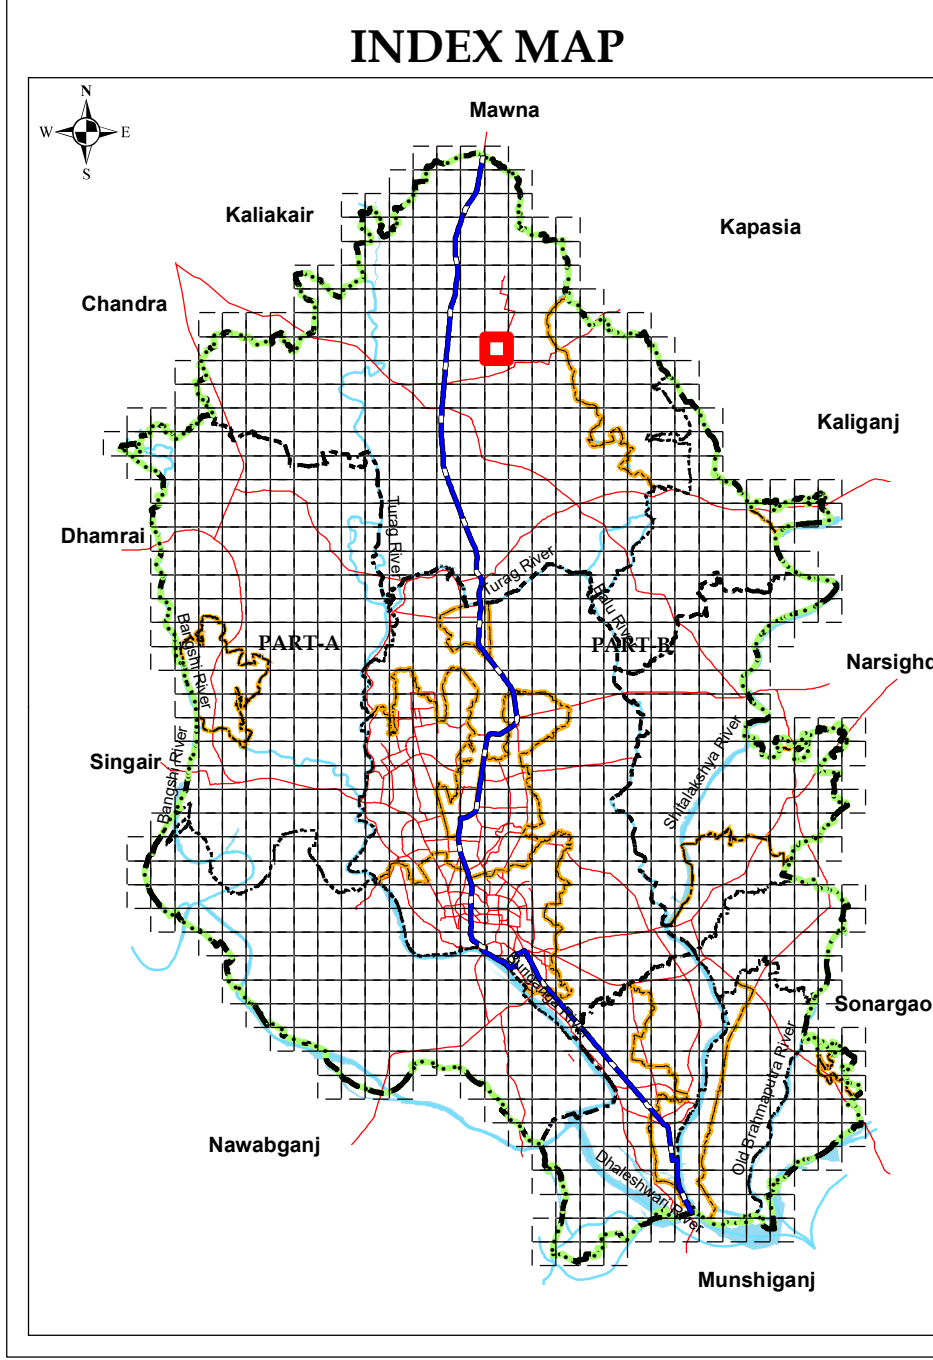 INDEX MAP
N
W E
S
Mawna
Kaliakair
Kapasia
Chandra
Kaliganj
Dhamrai
Turag River
Turag River
Balu River
Bangshi River
PART-A
PART-B
Narsighd
Singair
Bangshi River
Shitalakshya River
Buriganga River
Sonargao
Old Brahmaputra River
Nawabganj
Dhaleshwari River
Munshiganj